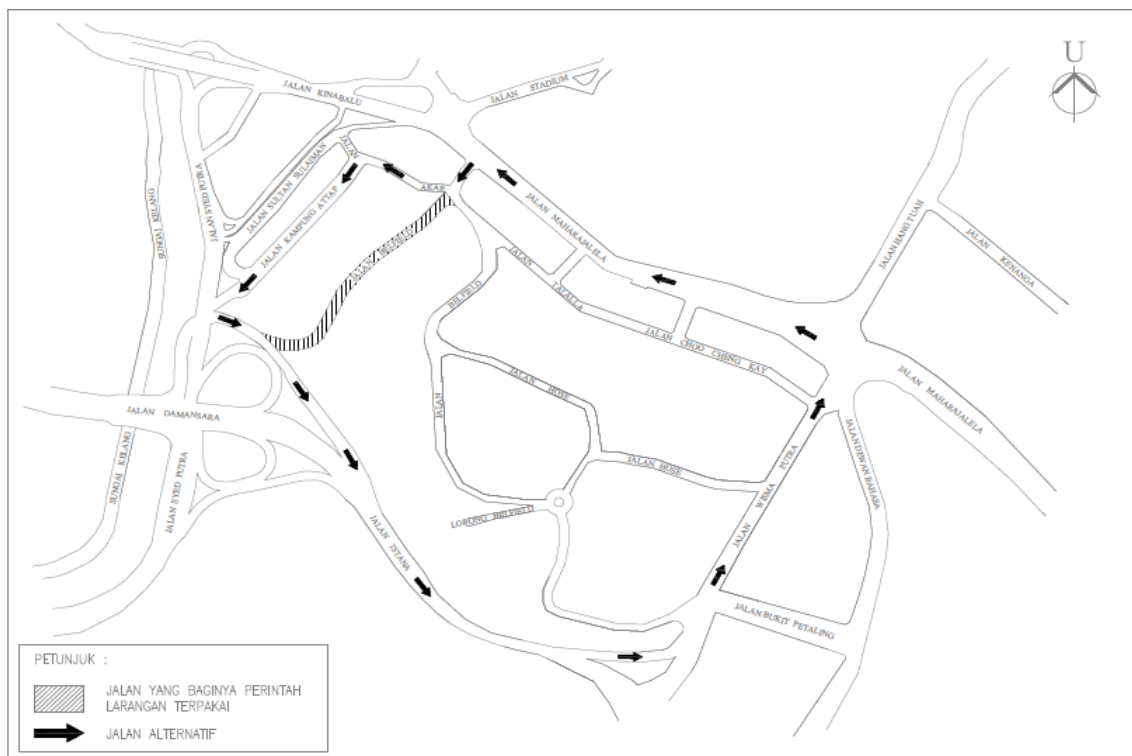 U
JALAN STADIUM
JALAN KINABALU
JALAN SULTAN SULAIMAN
JALAN AKAB
JALAN KAMPUNG ATTAP
JALAN SYED PUTRA
SUNGAI KELANG
JALAN BELFIELD
JALAN MAHARAJALELA
JALAN HANG TUAH
JALAN KENANGA
JALAN TALALLA
JALAN CHOO CHENG KAY
JALAN BELFIELD
JALAN HOSE
JALAN MAHARAJALELA
JALAN DAMANSARA
JALAN DEWAN BAHASA
JALAN HOSE
JALAN WISMA PUTRA
SUNGAI KELANG
JALAN SYED PUTRA
LORONG BELFIELD
JALAN ISTANA
JALAN BUKIT PETALING
PETUNJUK :
JALAN YANG BAGINYA PERINTAH
LARANGAN TERPAKAI
JALAN ALTERNATIF